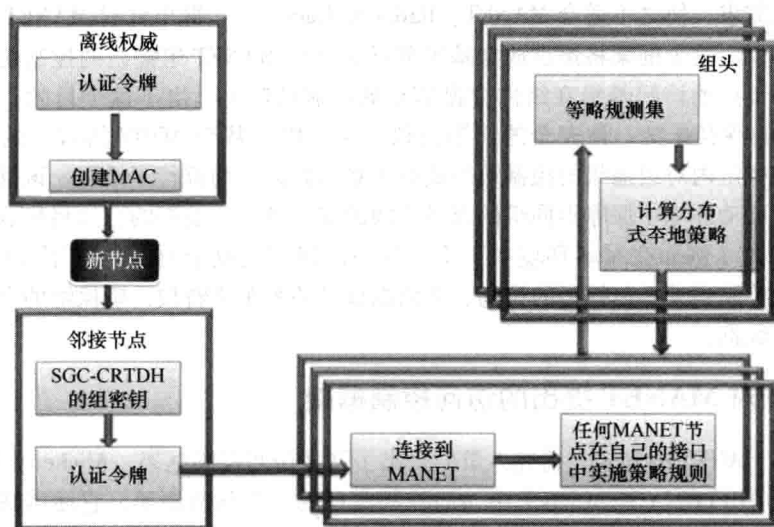 离线权威
认证令牌
创建MAC
新节点
邻接节点
SGC-CRTDH
的组密钥
认证令牌
组头
等略规测集
计算分布
式夲地策略
连接到
MANET
任何MANET节
点在自己的接口
中实施策略规则